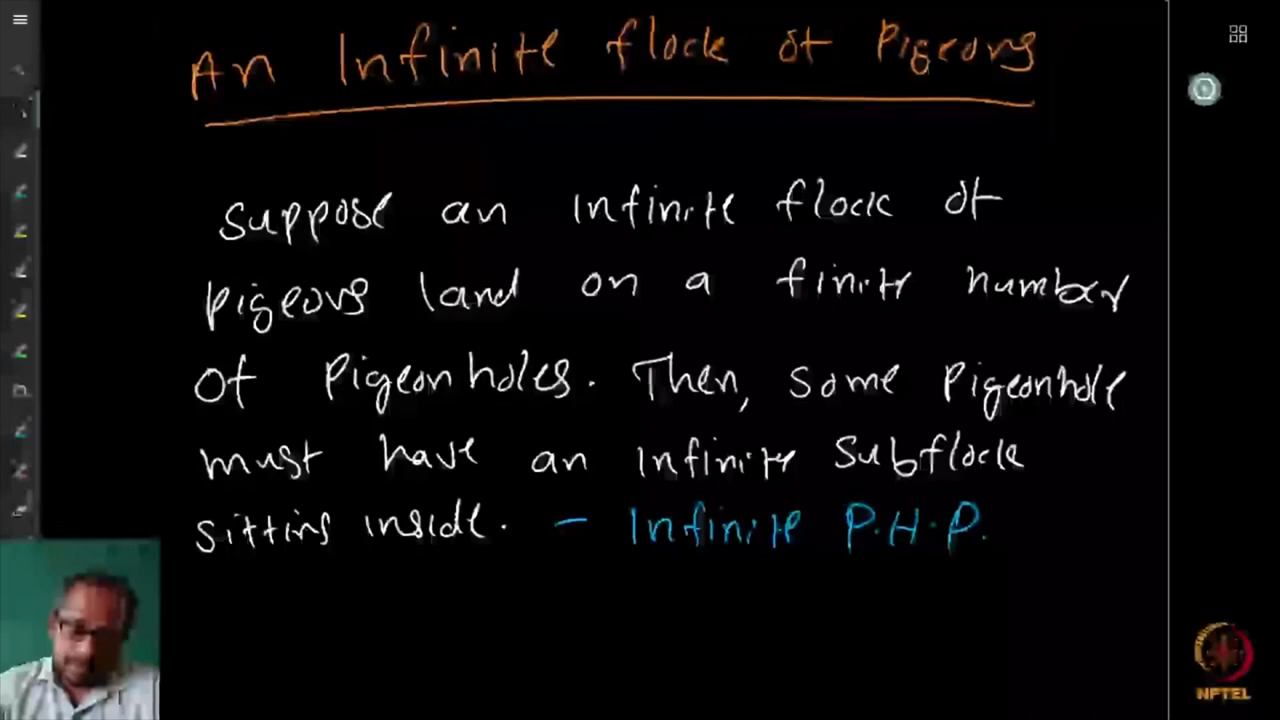 An Infinite flock of Pigeons
Suppose an infinite flock of
pigeons land on a finite number
of pigeonholes. Then, some pigeonhole
must have an infinite subflock
sitting inside. - Infinite P.H.P.
NPTEL